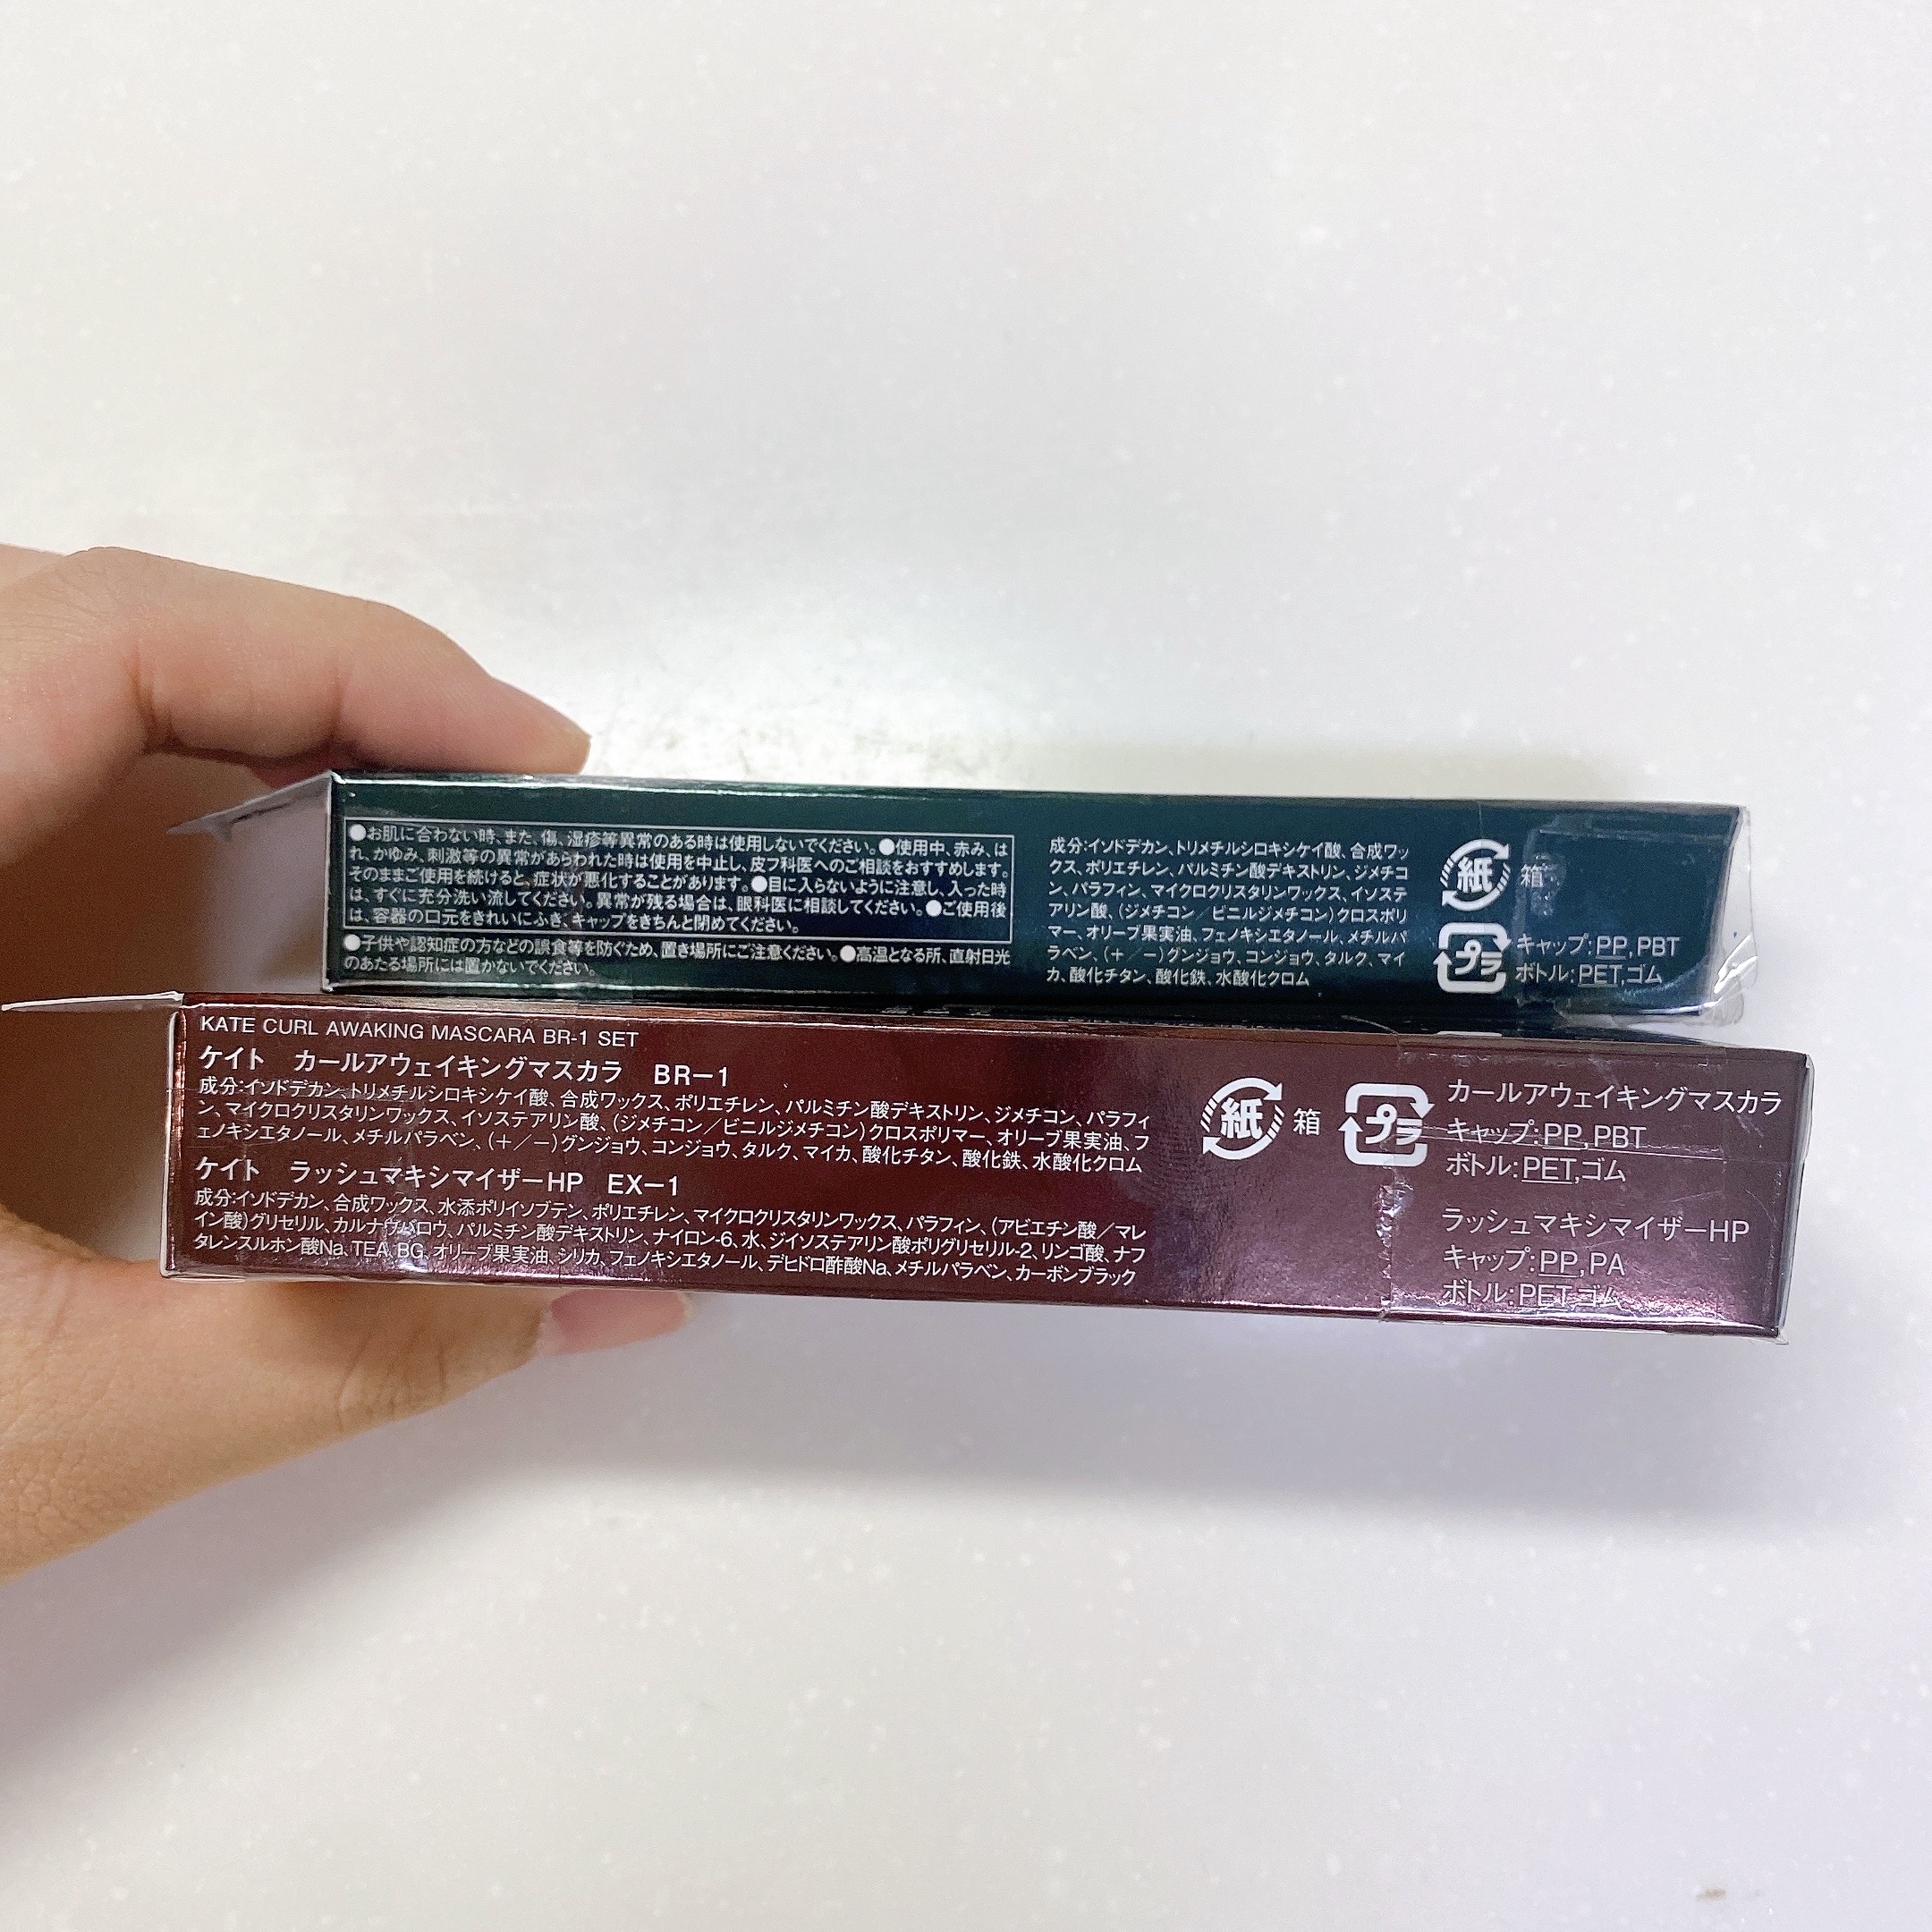 ●お肌に合わない時、また、傷、湿疹等異常のある時は使用しないでください。●使用中、赤み、は
れ、かゆみ、刺激等の異常があらわれた時は使用を中止し、皮フ科医へのご相談をおすすめします。
そのままご使用を続けると、症状が悪化することがあります。●目に入らないように注意し、入った時
は、すぐに充分洗い流してください。異常が残る場合は、眼科医に相談してください。●ご使用後
は、容器の口元をきれいにふき、キャップをきちんと閉めてください。
●子供や認知症の方などの誤食等を防ぐため、置き場所にご注意ください。●高温となる所、直射日光
のあたる場所には置かないでください。
成分:イソドデカン、トリメチルシロキシケイ酸、合成ワッ
クス、ポリエチレン、パルミチン酸デキストリン、ジメチコ
ン、パラフィン、マイクロクリスタリンワックス、イソステ
アリン酸、(ジメチコン/ビニルジメチコン)クロスポリ
マー、オリーブ果実油、フェノキシエタノール、メチルパ
ラベン、(+/−)グンジョウ、コンジョウ、タルク、マイ
カ、酸化チタン、酸化鉄、水酸化クロム
紙 箱
プラ
キャップ:PP,PBT
ボトル:PET,ゴム
KATE CURL AWAKING MASCARA BR-1 SET
ケイト カールアウェイキングマスカラ BR−1
成分:イソドデカン、トリメチルシロキシケイ酸、合成ワックス、ポリエチレン、パルミチン酸デキストリン、ジメチコン、パラフィ
ン、マイクロクリスタリンワックス、イソステアリン酸、(ジメチコン/ビニルジメチコン)クロスポリマー、オリーブ果実油、フ
ェノキシエタノール、メチルパラベン、(+/−)グンジョウ、コンジョウ、タルク、マイカ、酸化チタン、酸化鉄、水酸化クロム
ケイト ラッシュマキシマイザーHP EX−1
成分:イソドデカン、合成ワックス、水添ポリイソブテン、ポリエチレン、マイクロクリスタリンワックス、パラフィン、(アビエチン酸/マレ
イン酸)グリセリル、カルナウバロウ、パルミチン酸デキストリン、ナイロン-6、水、ジイソステアリン酸ポリグリセリル-2、リンゴ酸、ナフ
タレンスルホン酸Na、TEA、BG、オリーブ果実油、シリカ、フェノキシエタノール、デヒドロ酢酸Na、メチルパラベン、カーボンブラック
紙 箱
プラ
カールアウェイキングマスカラ
キャップ:PP,PBT
ボトル:PET,ゴム
ラッシュマキシマイザーHP
キャップ:PP,PA
ボトル:PET,ゴム